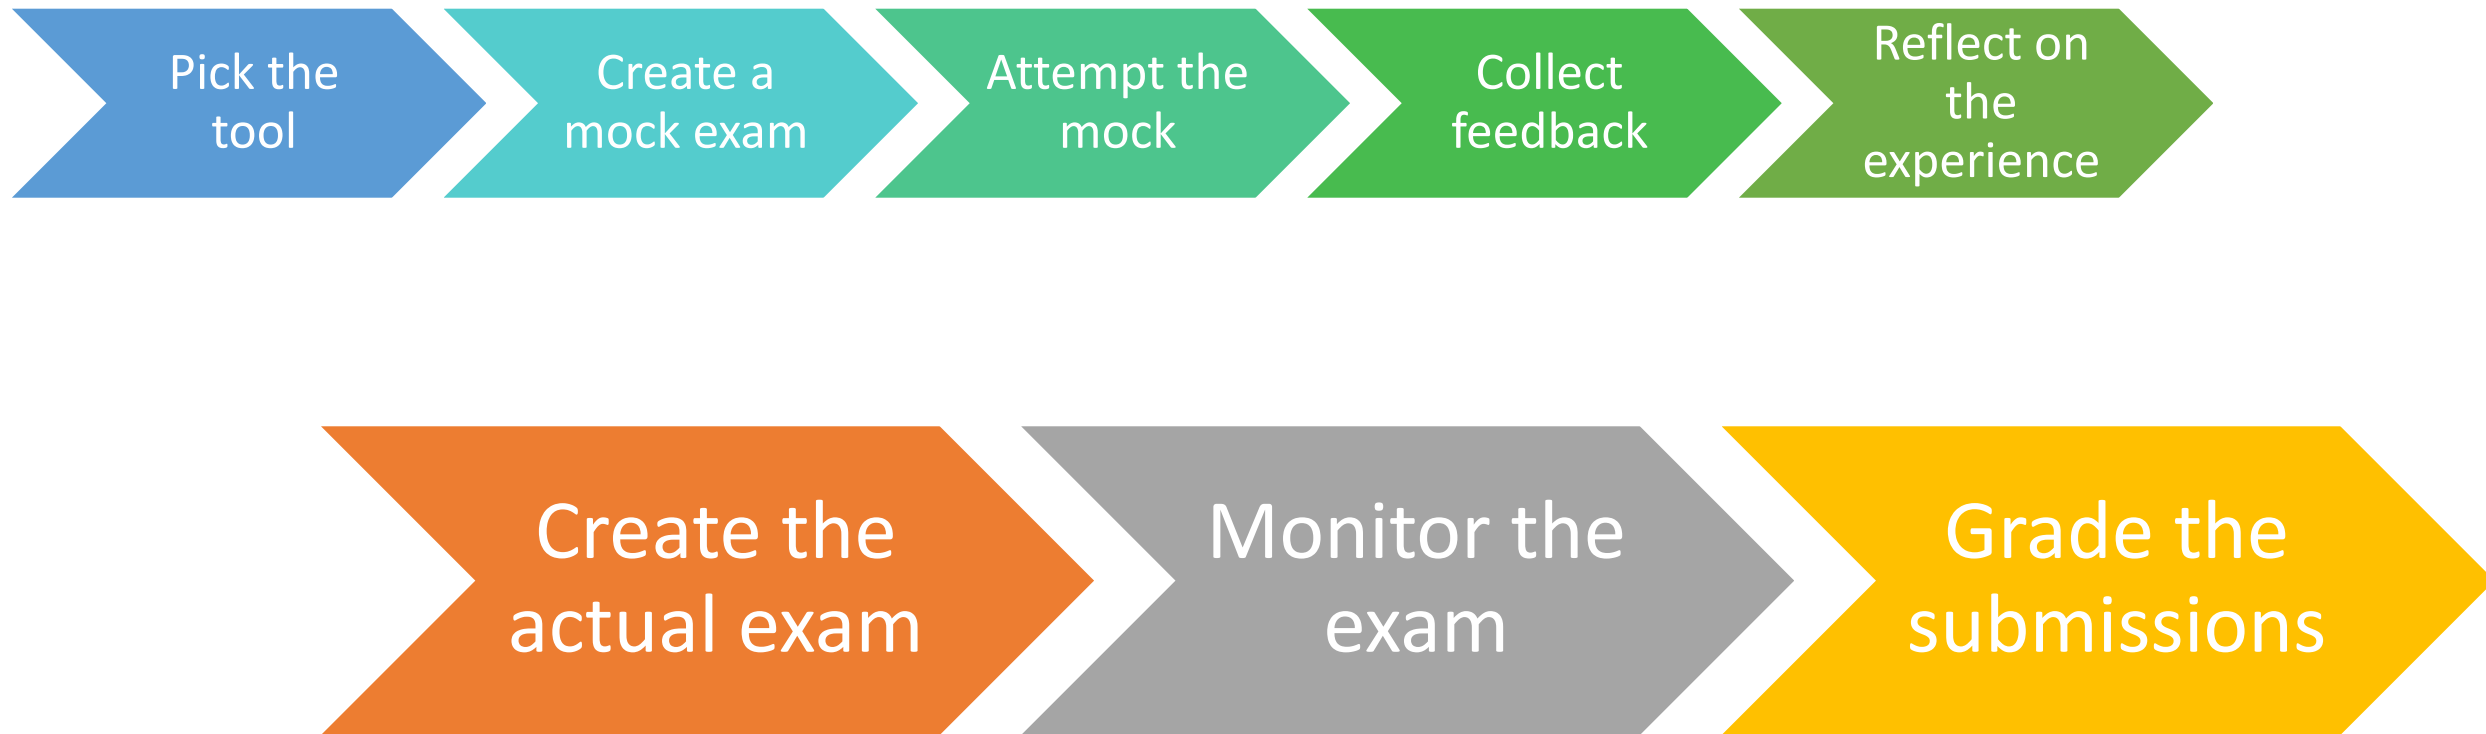 Pick the
tool
Create a
mock exam
Attempt the
mock
Collect
feedback
Reflect on
the
experience
Create the
actual exam
Monitor the
exam
Grade the
submissions